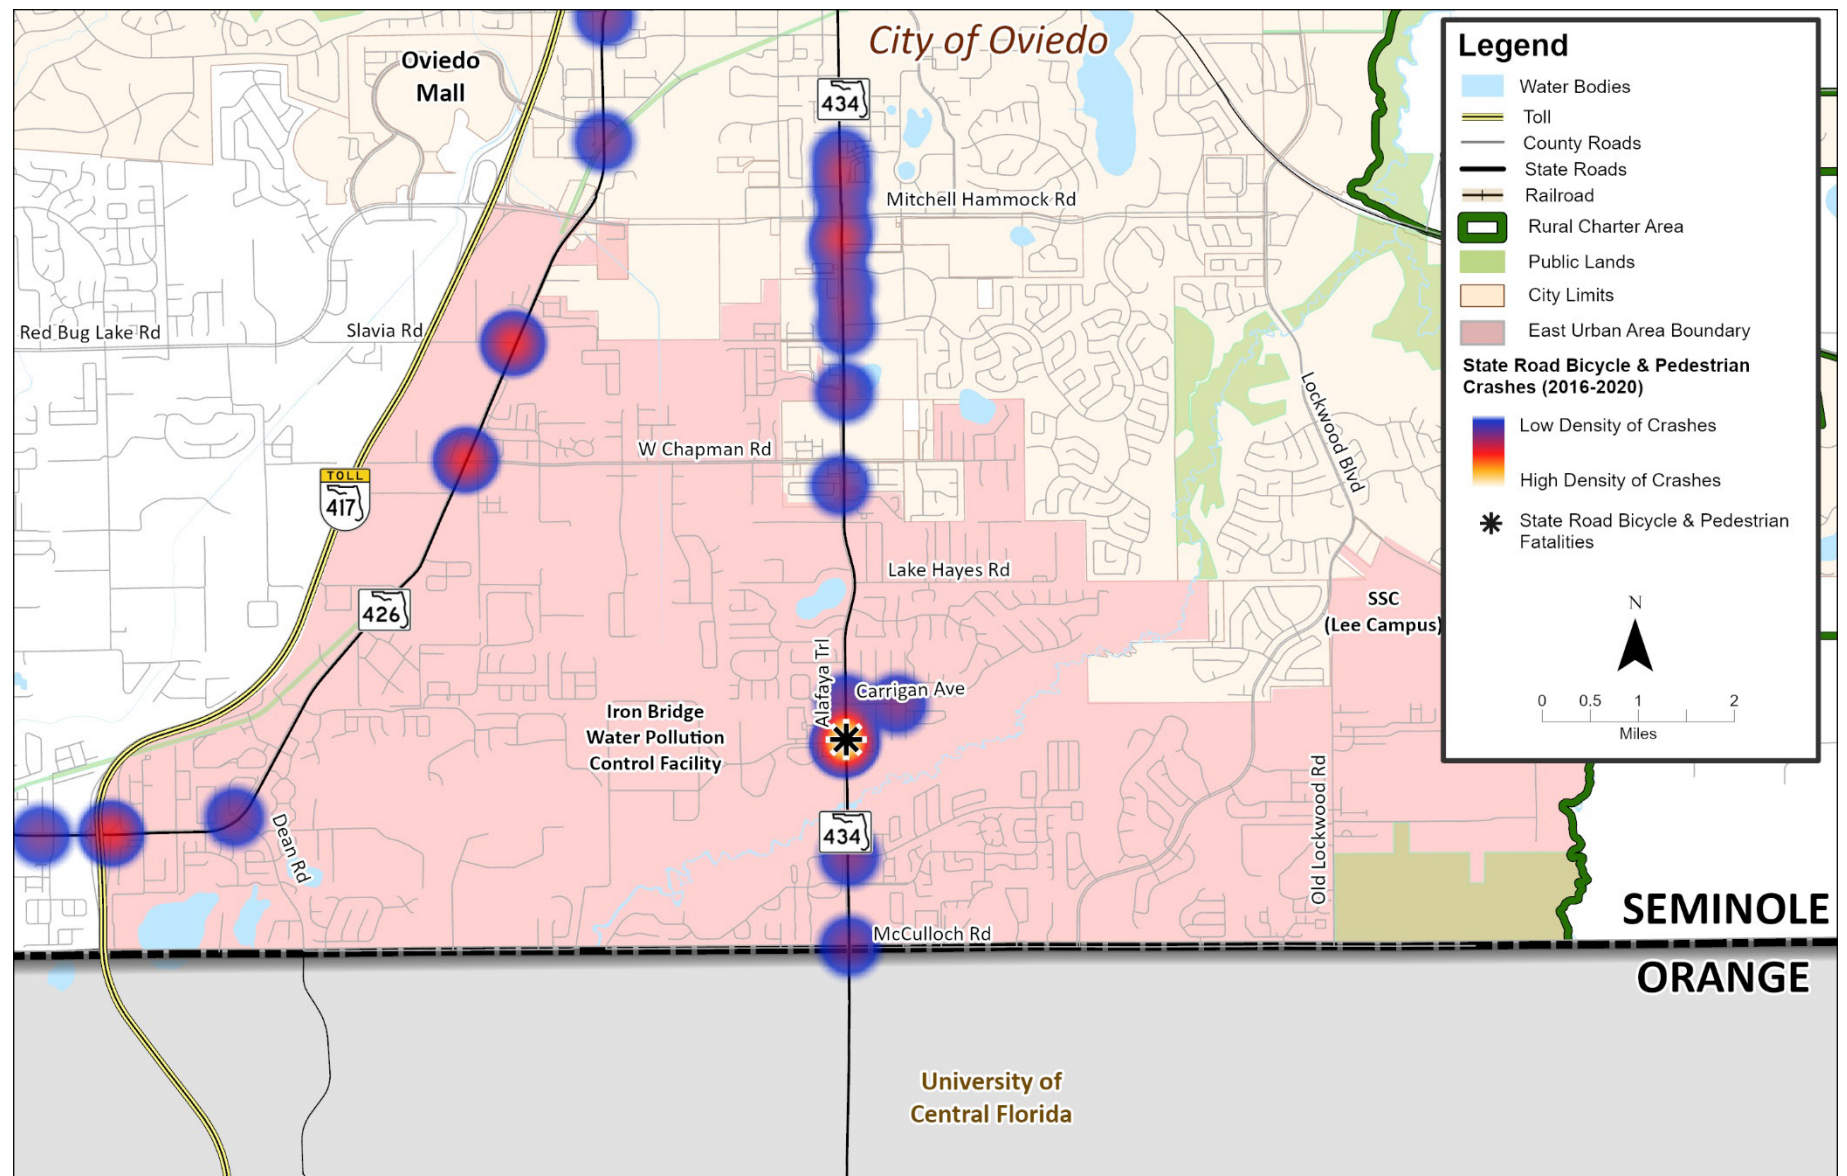 City of Oviedo
Oviedo
Mall
434
Mitchell Hammock Rd
Red Bug Lake Rd
Slavia Rd
W Chapman Rd
Lockwood Blvd
TOLL
417
426
Lake Hayes Rd
SSC
(Lee Campus)
Alafaya Trl
Carrigan Ave
Iron Bridge
Water Pollution
Control Facility
434
Dean Rd
Old Lockwood Rd
McCulloch Rd
SEMINOLE
ORANGE
University of
Central Florida
Legend
Water Bodies
Toll
County Roads
State Roads
Railroad
Rural Charter Area
Public Lands
City Limits
East Urban Area Boundary
State Road Bicycle & Pedestrian
Crashes (2016-2020)
Low Density of Crashes
High Density of Crashes
State Road Bicycle & Pedestrian
Fatalities
N
0 0.5 1 2
Miles